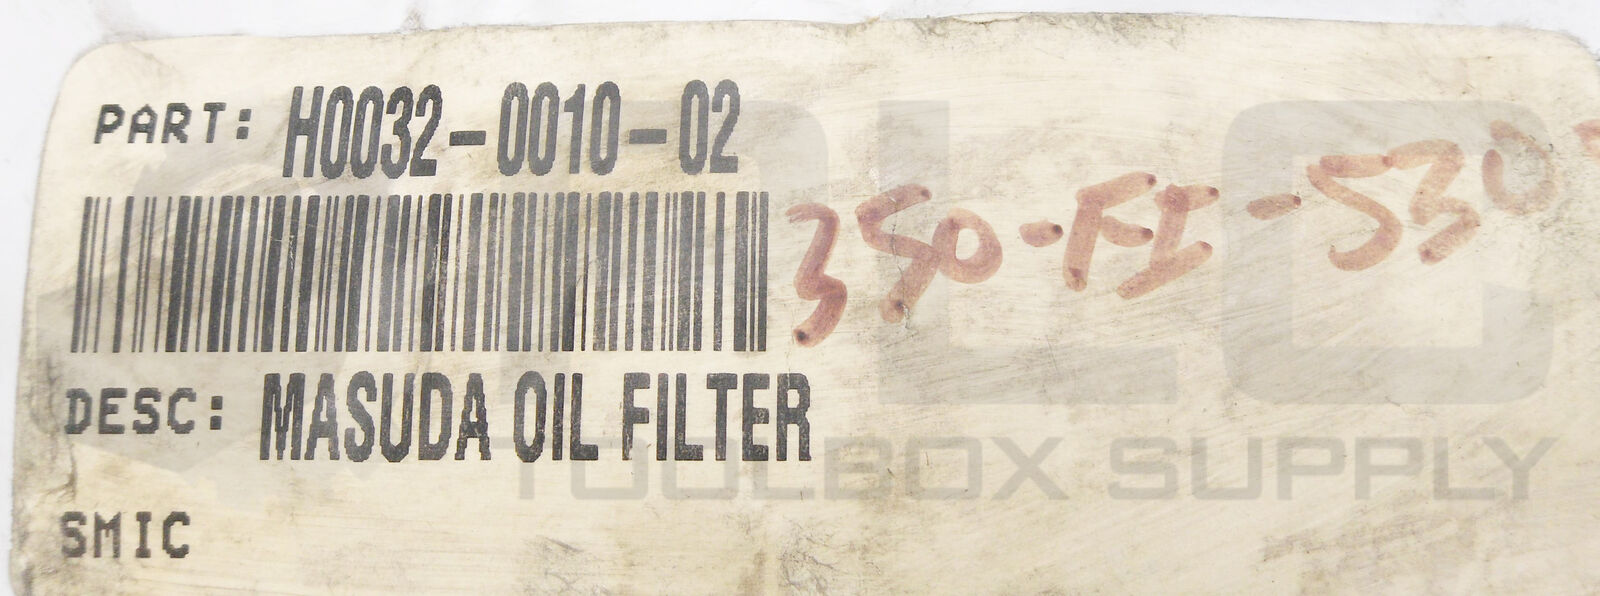 PART: H0032-0010-02
350-FI-530
DESC: MASUDA OIL FILTER
TOOLBOX SUPPLY
SMIC